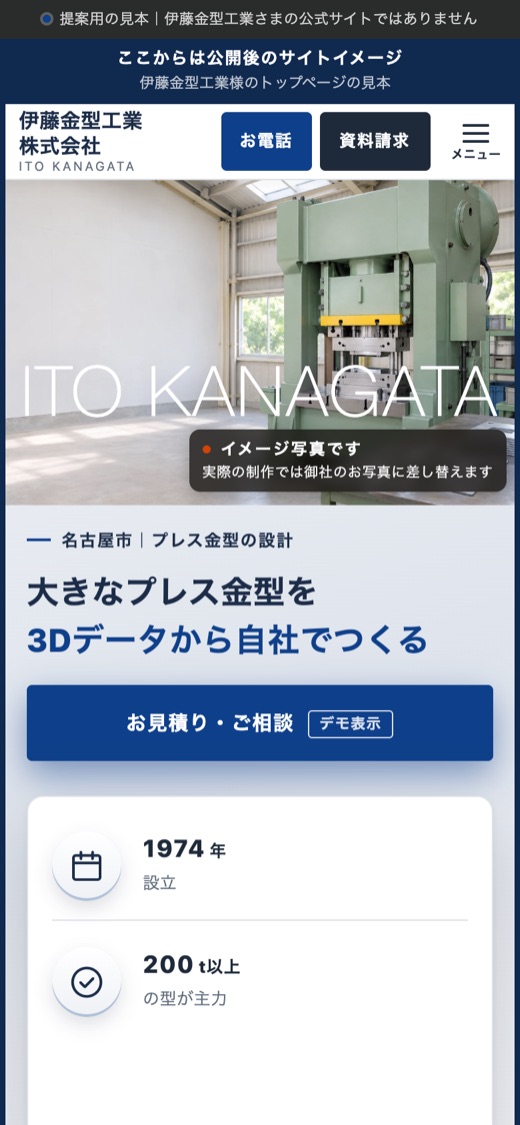 提案用の見本｜伊藤金型工業さまの公式サイトではありません
ここからは公開後のサイトイメージ
伊藤金型工業様のトップページの見本
伊藤金型工業
株式会社
ITO KANAGATA
お電話
資料請求
メニュー
ITO KANAGATA
イメージ写真です
実際の制作では御社のお写真に差し替えます
名古屋市｜プレス金型の設計
大きなプレス金型を
3Dデータから自社でつくる
お見積り・ご相談 デモ表示
1974 年
設立
200 t以上
の型が主力